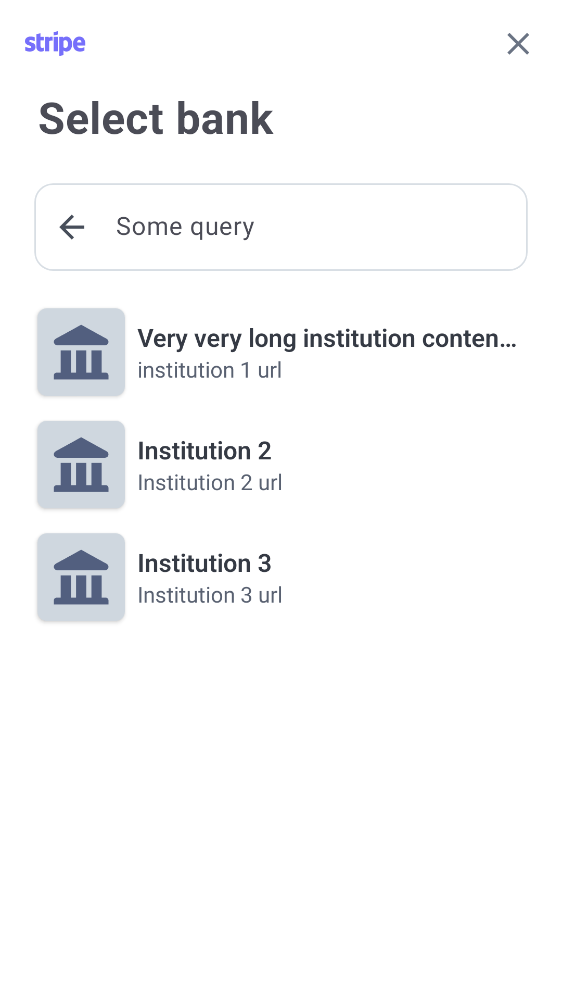 stripe
Select bank
Some query
Very very long institution conten…
institution 1 url
Institution 2
Institution 2 url
Institution 3
Institution 3 url